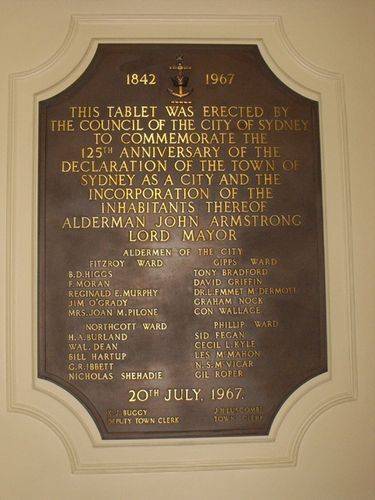 1842 1967
THIS TABLET WAS ERECTED BY
THE COUNCIL OF THE CITY OF SYDNEY
TO COMMEMORATE THE
125TH ANNIVERSARY OF THE
DECLARATION OF THE TOWN OF
SYDNEY AS A CITY AND THE
INCORPORATION OF THE
INHABITANTS THEREOF
ALDERMAN JOHN ARMSTRONG
LORD MAYOR
ALDERMEN OF THE CITY
FITZROY WARD GIPPS WARD
B.D.HIGGS TONY BRADFORD
F.MORAN DAVID GRIFFIN
REGINALD E.MURPHY DR.L.EMMET McDERMOTT
JIM O'GRADY GRAHAM NOCK
MRS.JOAN M.PILONE CON WALLACE
NORTHCOTT WARD PHILLIP WARD
H.A.BURLAND SID FEGAN
WAL.DEAN CECIL L.KYLE
BILL HARTUP LES McMAHON
G.R.IBBETT N.S.McVICAR
NICHOLAS SHEHADIE GIL ROPER
20TH JULY, 1967.
K.J.BUGGY J.H.LUSCOMBE
DEPUTY TOWN CLERK TOWN CLERK